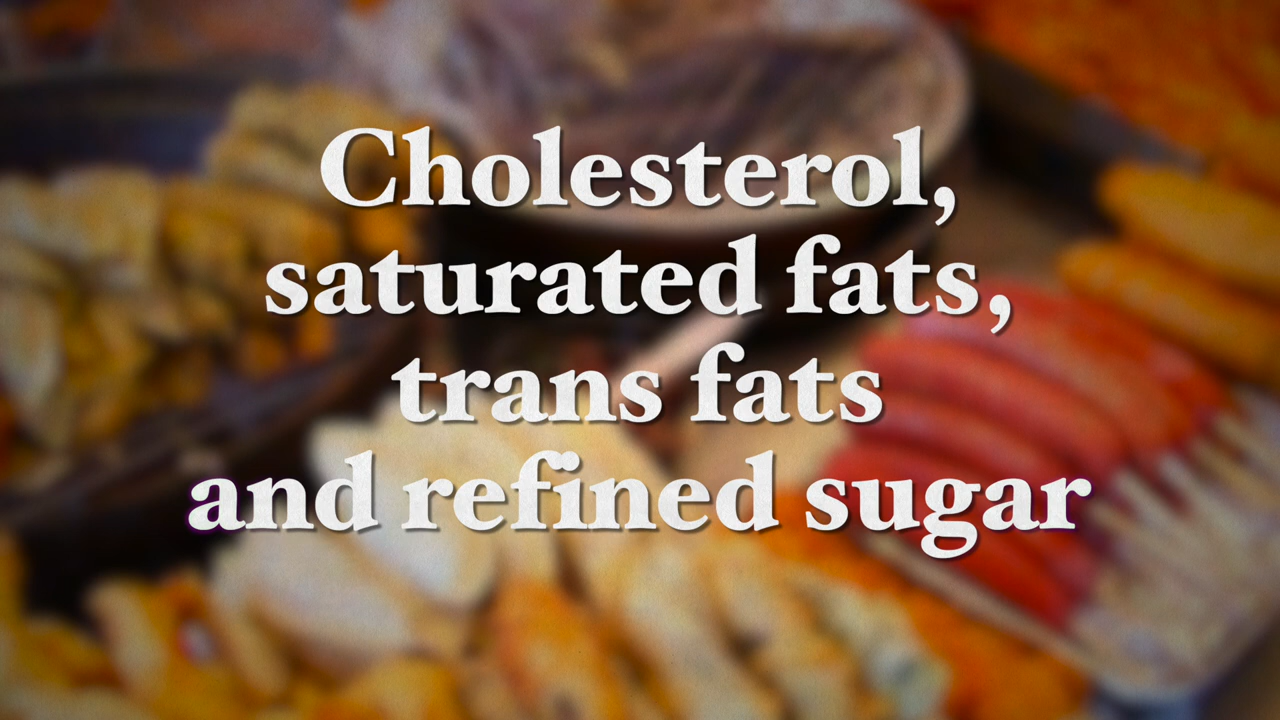 Cholesterol,
saturated fats,
trans fats
and refined sugar